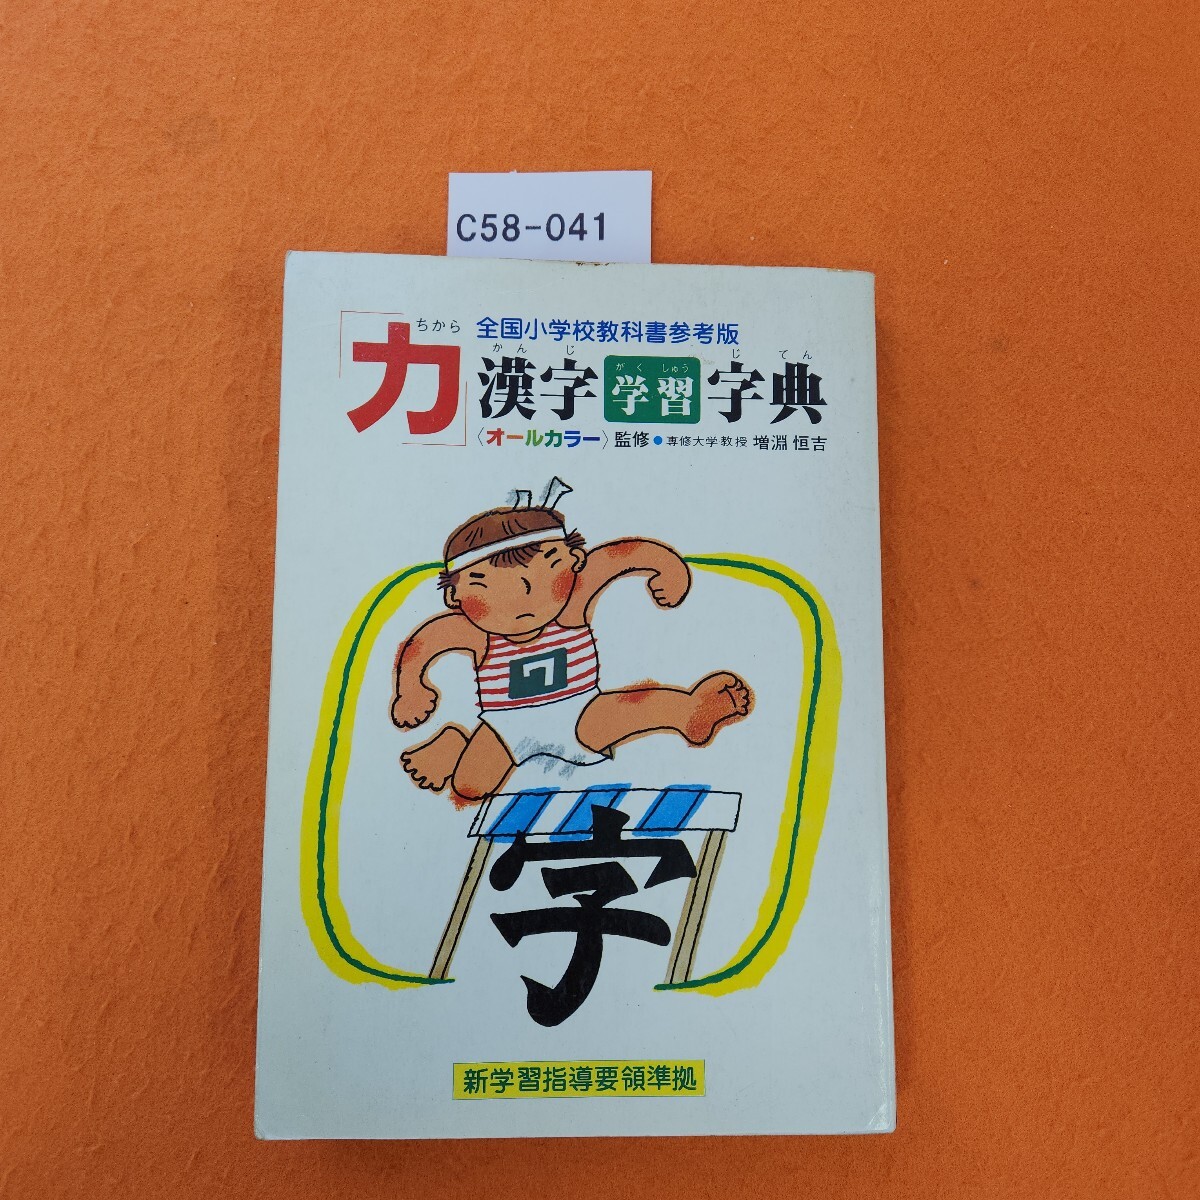 C58-041
全国小学校教科書参考版
ちから
「力」
かんじ がくしゅう じてん
漢字学習字典
〈オールカラー〉監修●専修大学教授 増淵恒吉
ワ
字
新学習指導要領準拠